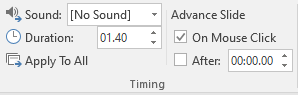 Sound: [No Sound] Advance Slide
Duration: 01.40 On Mouse Click
Apply To All After: 00:00.00
Timing